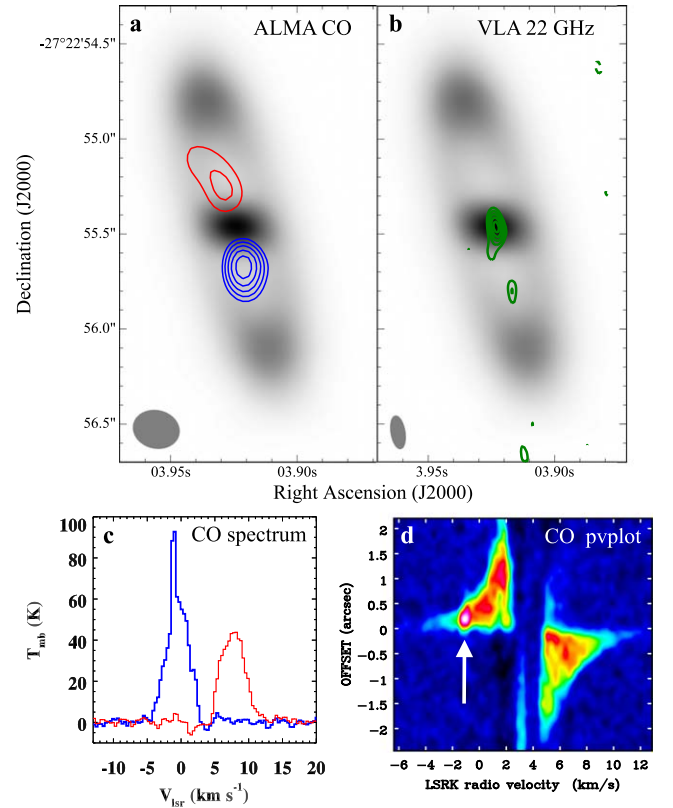 a ALMA CO
b VLA 22 GHz
-27°22'54.5"
55.0"
55.5"
56.0"
56.5"
Declination (J2000)
03.95s 03.90s 03.95s 03.90s
Right Ascension (J2000)
c CO spectrum
100
80
60
40
20
0
T_mb (K)
-10 -5 0 5 10 15 20
V_lsr (km s⁻¹)
d CO pvplot
2
1.5
1
0.5
0
−0.5
−1
−1.5
−2
OFFSET (arcsec)
−6 −4 −2 0 2 4 6 8 10 12
LSRK radio velocity (km/s)